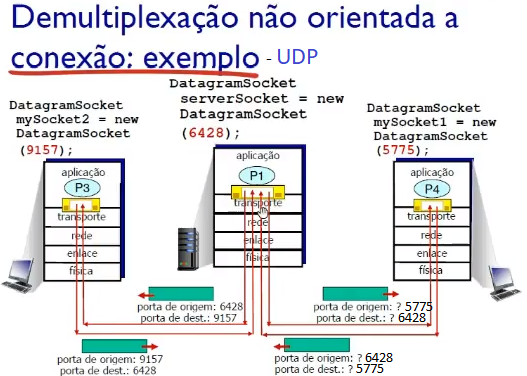 Demultiplexação não orientada a
conexão: exemplo - UDP
DatagramSocket
mySocket2 = new
DatagramSocket
(9157);
DatagramSocket
serverSocket = new
DatagramSocket
(6428);
DatagramSocket
mySocket1 = new
DatagramSocket
(5775);
aplicação
P3
transporte
rede
enlace
física
aplicação
P1
transporte
rede
enlace
física
aplicação
P4
transporte
rede
enlace
física
porta de origem: 6428
porta de dest.: 9157
porta de origem: ? 5775
porta de dest.: ? 6428
porta de origem: 9157
porta de dest.: 6428
porta de origem: ? 6428
porta de dest.: ? 5775